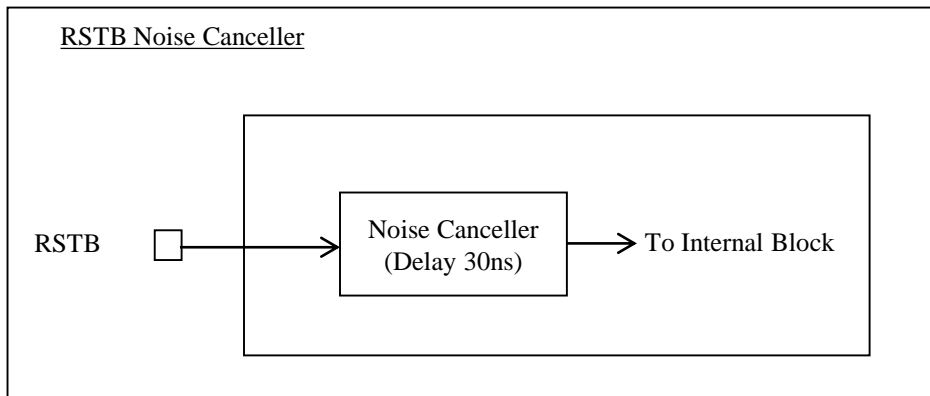 RSTB Noise Canceller
RSTB
Noise Canceller
(Delay 30ns)
To Internal Block